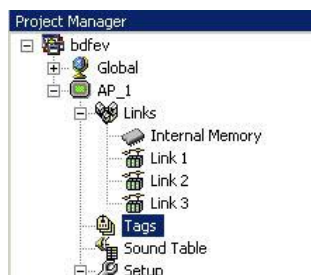 Project Manager
bdfev
Global
AP_1
Links
Internal Memory
Link 1
Link 2
Link 3
Tags
Sound Table
Setup